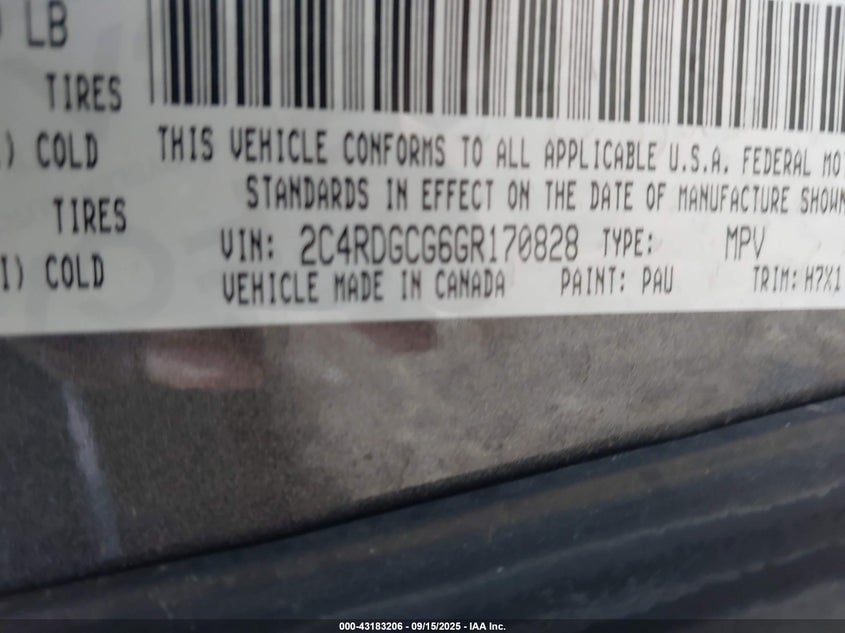 LB
TIRES
) COLD
THIS VEHICLE CONFORMS TO ALL APPLICABLE U.S.A. FEDERAL MO
STANDARDS IN EFFECT ON THE DATE OF MANUFACTURE SHOWN
TIRES
VIN: 2C4RDGCG6GR170828 TYPE: MPV
I) COLD
VEHICLE MADE IN CANADA PAINT: PAU TRIM: H7X1
000-43183206 - 09/15/2025 - IAA Inc.